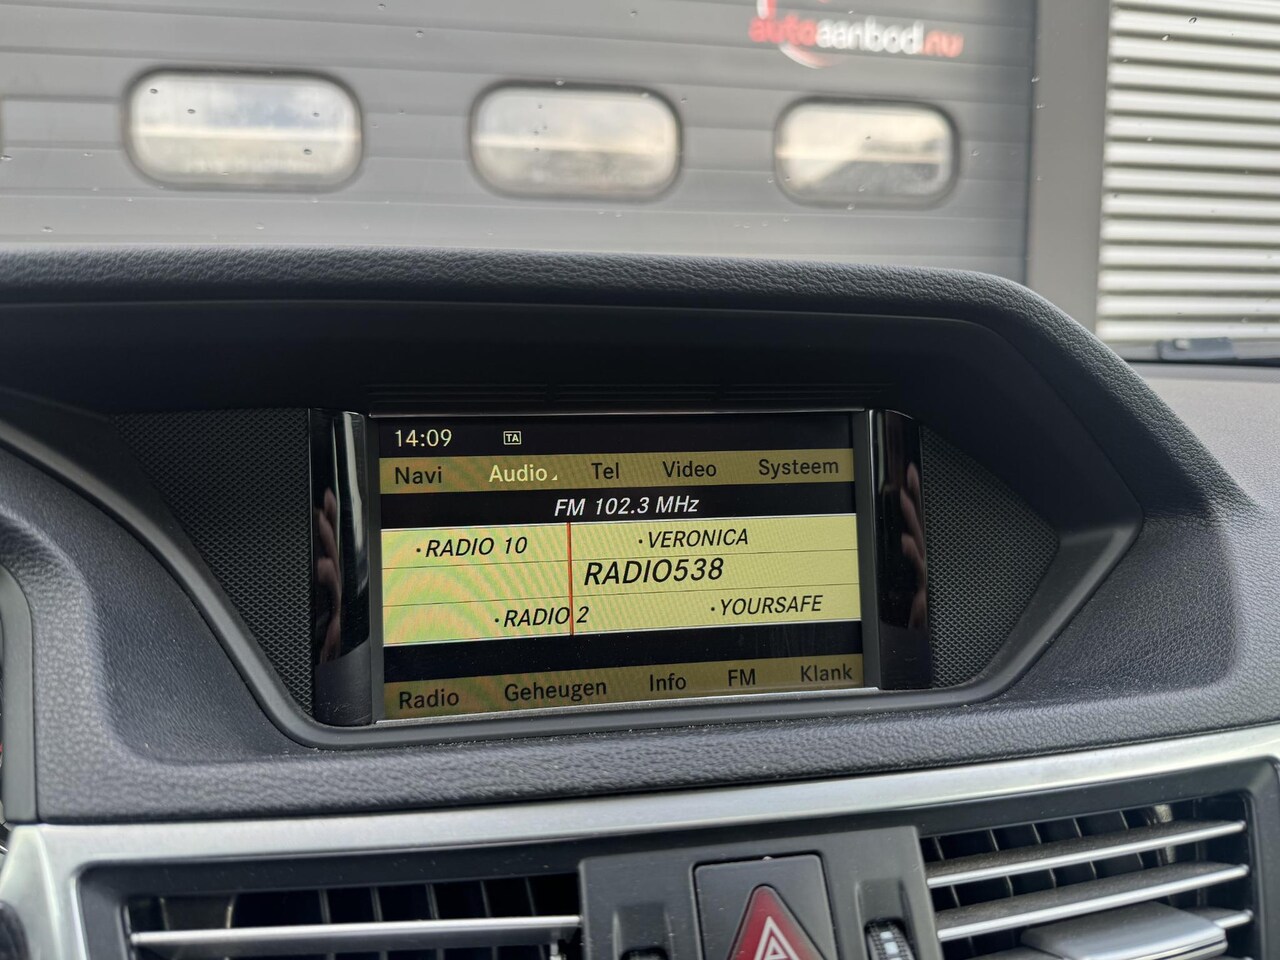 autoaanbod.nu
14:09 TA
Navi Audio Tel Video Systeem
FM 102.3 MHz
·RADIO 10 ·VERONICA
RADIO538
·RADIO 2 ·YOURSAFE
Radio Geheugen Info FM Klank